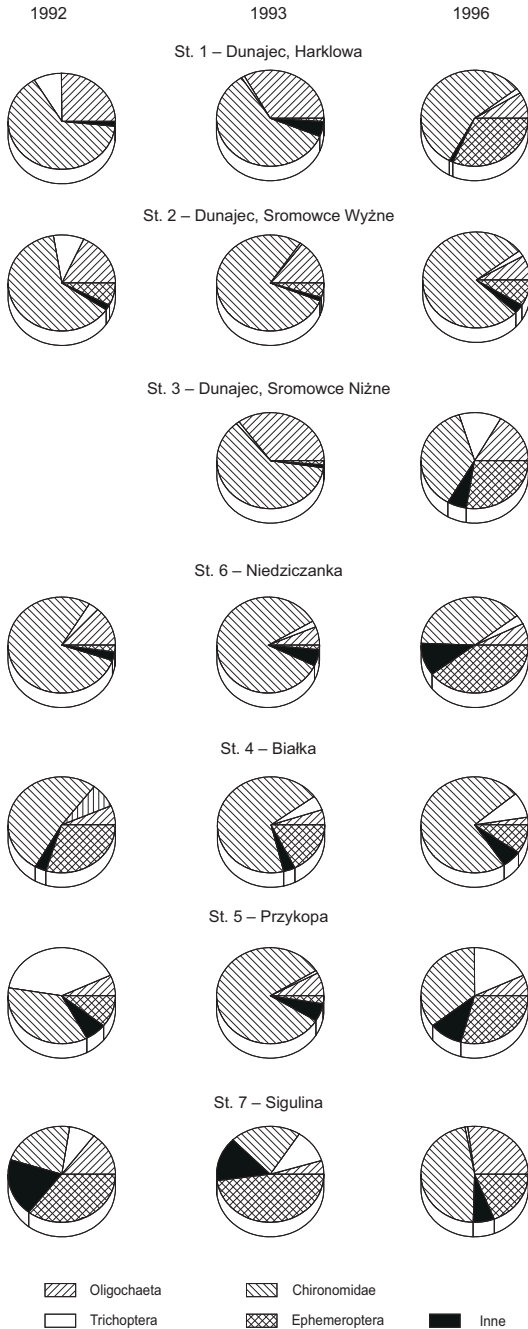 1992 1993 1996
St. 1 – Dunajec, Harklowa
St. 2 – Dunajec, Sromowce Wyżne
St. 3 – Dunajec, Sromowce Niżne
St. 6 – Niedziczanka
St. 4 – Białka
St. 5 – Przykopa
St. 7 – Sigulina
Oligochaeta Chironomidae
Trichoptera Ephemeroptera Inne